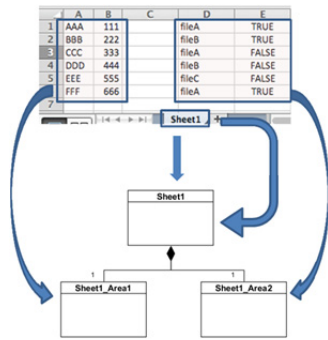 A B C D E
1 AAA 111 fileA TRUE
2 BBB 222 fileB TRUE
3 CCC 333 fileA FALSE
4 DDD 444 fileB FALSE
5 EEE 555 fileC FALSE
6 FFF 666 fileA TRUE
7
Sheet1
Sheet1
1 1
Sheet1_Area1 Sheet1_Area2